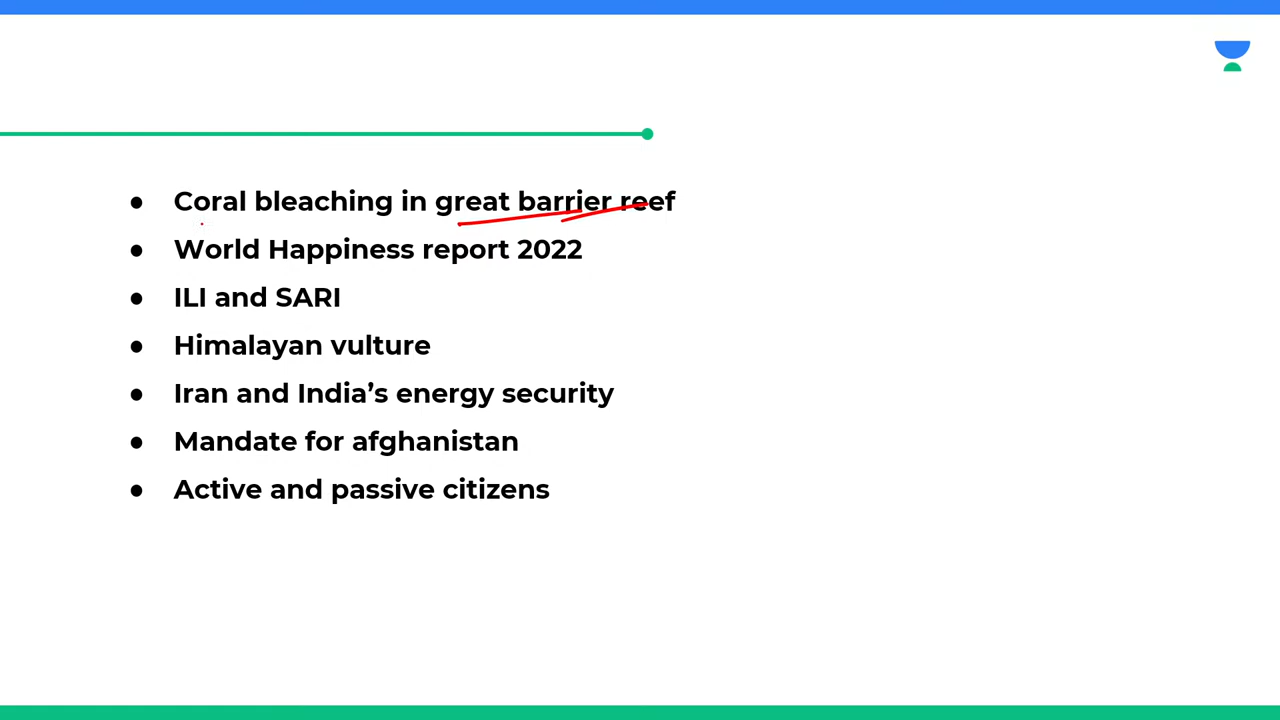 ● Coral bleaching in great barrier reef
● World Happiness report 2022
● ILI and SARI
● Himalayan vulture
● Iran and India’s energy security
● Mandate for afghanistan
● Active and passive citizens